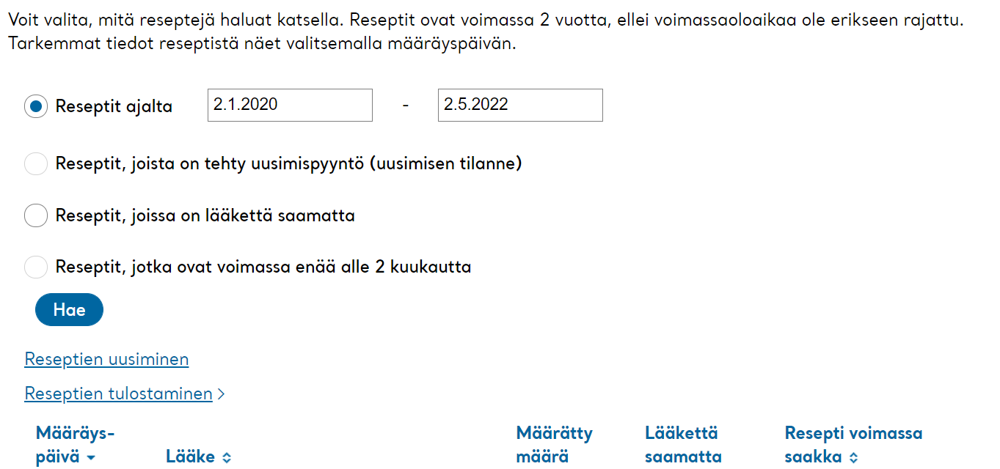 Voit valita, mitä reseptejä haluat katsella. Reseptit ovat voimassa 2 vuotta, ellei voimassaoloaikaa ole erikseen rajattu.
Tarkemmat tiedot reseptistä näet valitsemalla määräyspäivän.
Reseptit ajalta 2.1.2020 - 2.5.2022
Reseptit, joista on tehty uusimispyyntö (uusimisen tilanne)
Reseptit, joissa on lääkettä saamatta
Reseptit, jotka ovat voimassa enää alle 2 kuukautta
Hae
Reseptien uusiminen
Reseptien tulostaminen >
Määräys- Määrätty Lääkettä Resepti voimassa
päivä Lääke määrä saamatta saakka